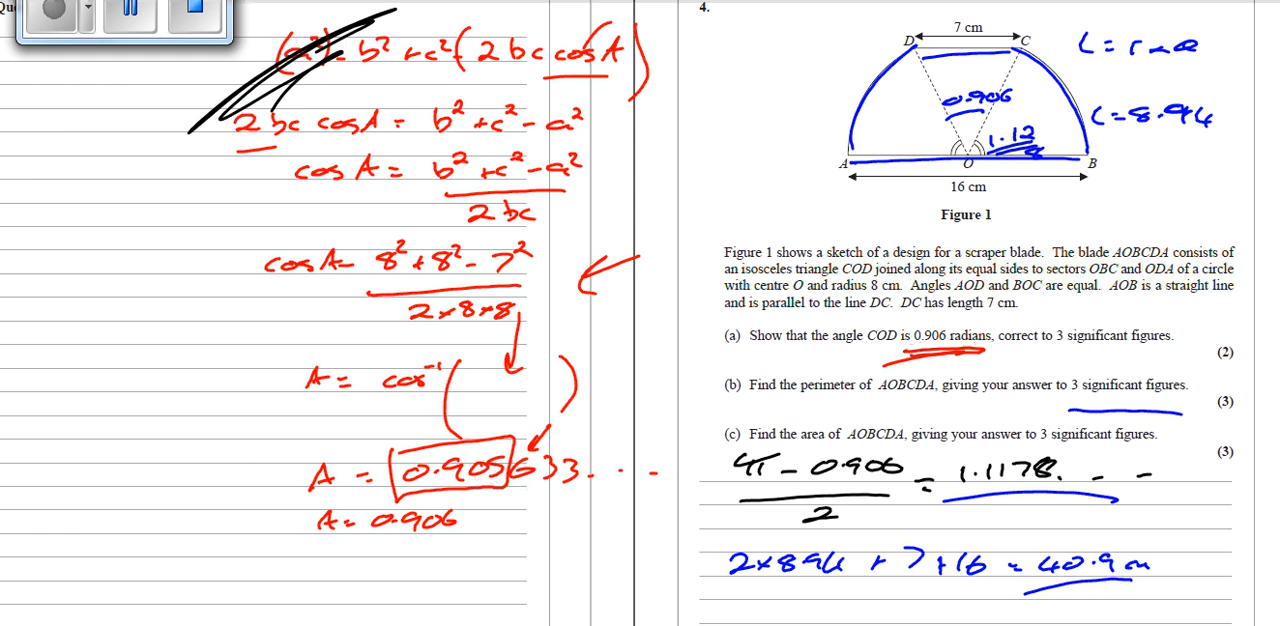 Qu
(a²) = b² + c² (2bc cos A)
2bc cos A = b² + c² - a²
cos A = b² + c² - a²
2bc
cos A = 8² + 8² - 7²
2 × 8 × 8
A = cos⁻¹ ( )
A = 0.905633. . .
A = 0.906
4.
7 cm
D C
L = r × θ
0.906
L = 8.94
1.12
A O B
16 cm
Figure 1
Figure 1 shows a sketch of a design for a scraper blade. The blade AOBCDA consists of
an isosceles triangle COD joined along its equal sides to sectors OBC and ODA of a circle
with centre O and radius 8 cm. Angles AOD and BOC are equal. AOB is a straight line
and is parallel to the line DC. DC has length 7 cm.
(a) Show that the angle COD is 0.906 radians, correct to 3 significant figures.
(2)
(b) Find the perimeter of AOBCDA, giving your answer to 3 significant figures.
(3)
(c) Find the area of AOBCDA, giving your answer to 3 significant figures.
(3)
π - 0.906 = 1.1178. - -
2
2 × 8.94 + 7 + 16 = 40.9 cm